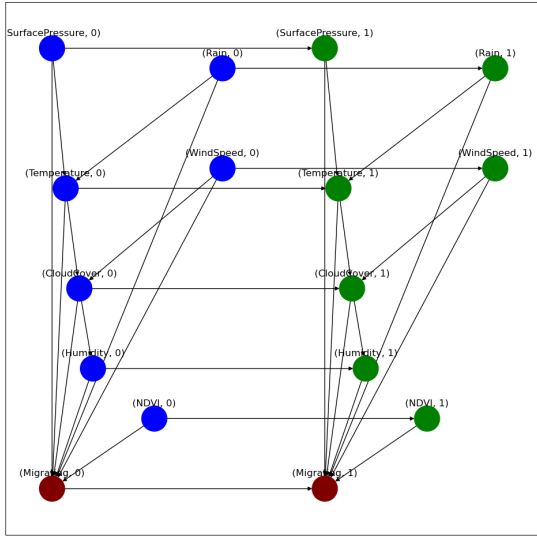 SurfacePressure, 0)
(SurfacePressure, 1)
(Rain, 0)
(Rain, 1)
(WindSpeed, 0)
(WindSpeed, 1)
(Temperature, 0)
(Temperature, 1)
(CloudCover, 0)
(CloudCover, 1)
(Humidity, 0)
(Humidity, 1)
(NDVI, 0)
(NDVI, 1)
(Migrating, 0)
(Migrating, 1)